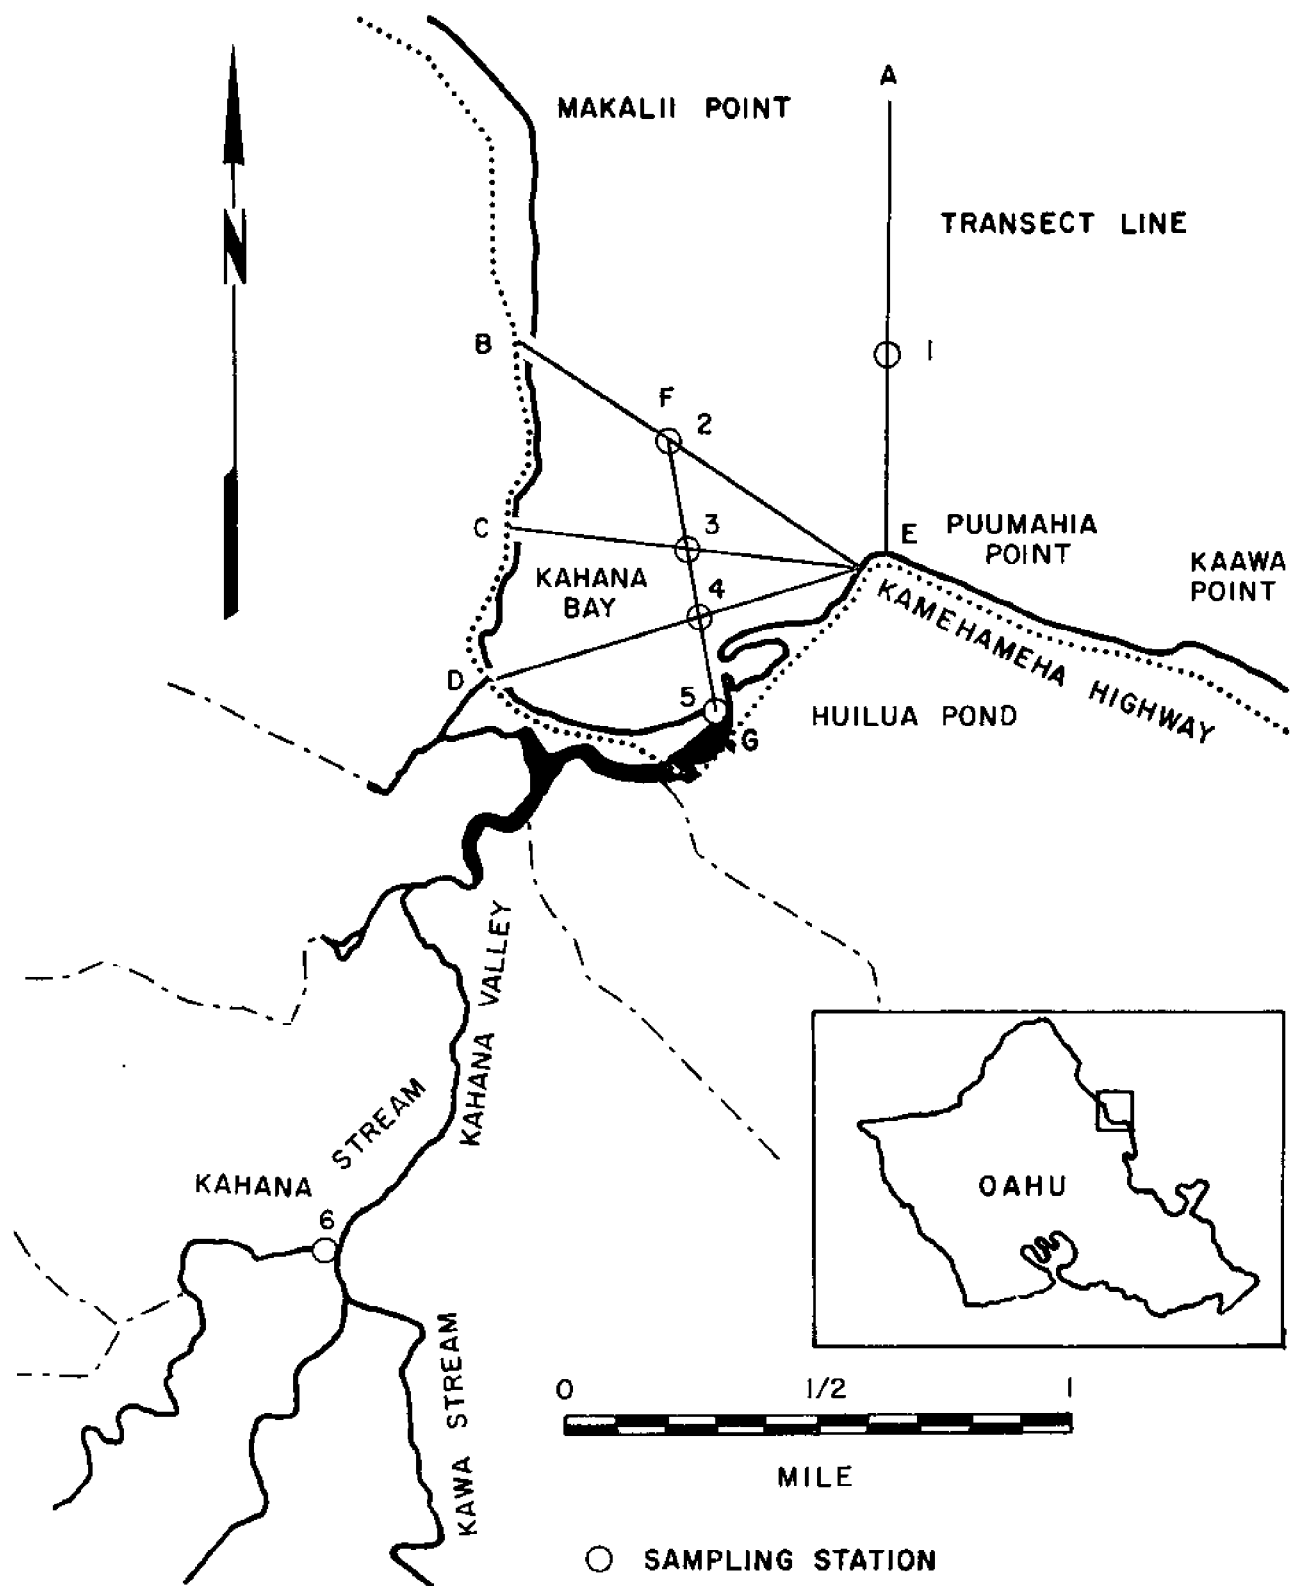 A
MAKALII POINT
N
TRANSECT LINE
B
1
F
2
C
3
E
PUUMAHIA
POINT
KAAWA
POINT
KAHANA
BAY
4
KAMEHAMEHA HIGHWAY
D
5
HUILUA POND
G
KAHANA VALLEY
KAHANA STREAM
6
OAHU
KAWA STREAM
0 1/2 1
MILE
SAMPLING STATION